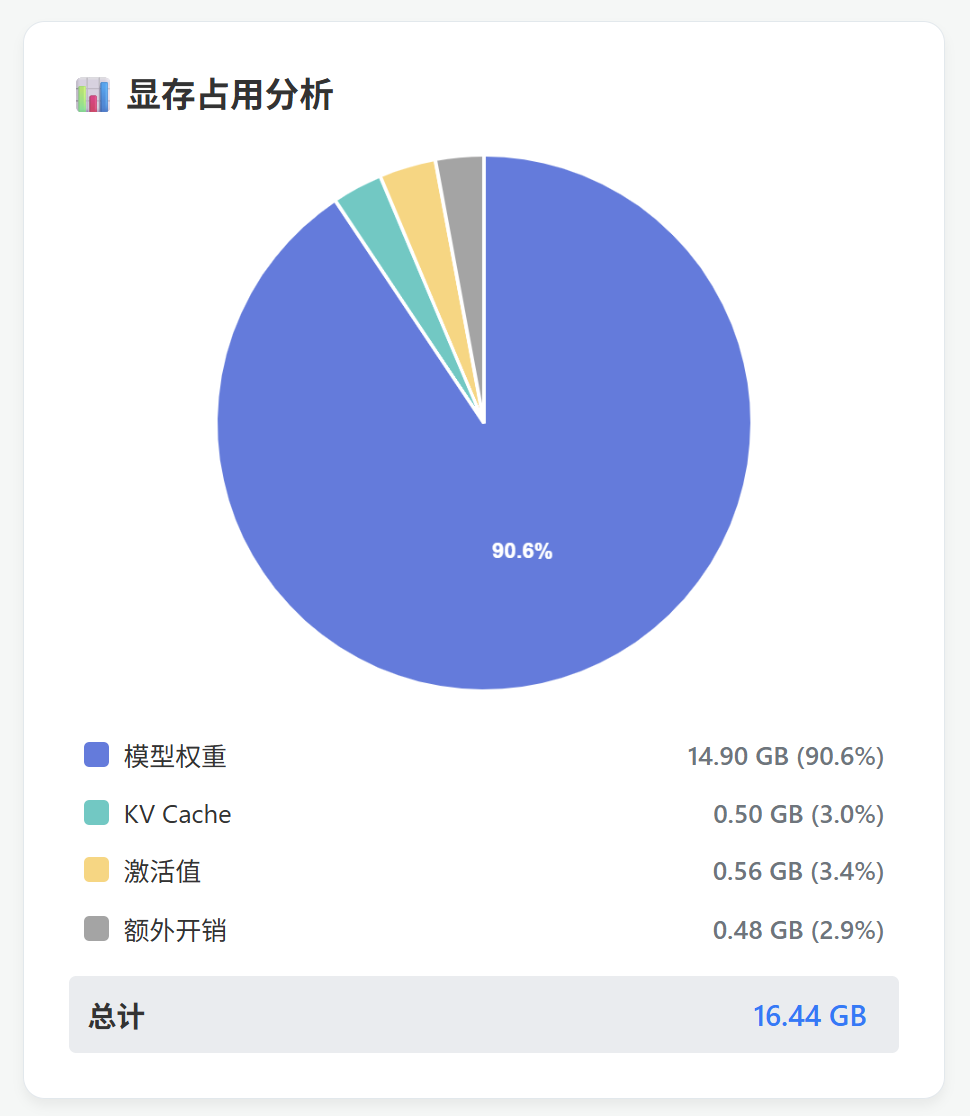 显存占用分析
90.6%
模型权重 14.90 GB (90.6%)
KV Cache 0.50 GB (3.0%)
激活值 0.56 GB (3.4%)
额外开销 0.48 GB (2.9%)
总计 16.44 GB